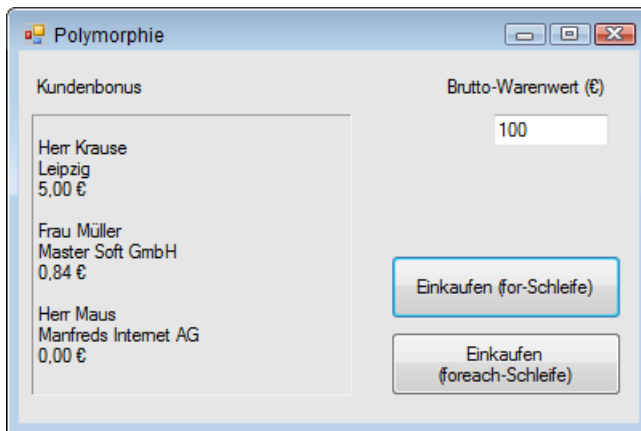 Polymorphie
Kundenbonus
Brutto-Warenwert (€)
100
Herr Krause
Leipzig
5,00 €
Frau Müller
Master Soft GmbH
0,84 €
Herr Maus
Manfreds Internet AG
0,00 €
Einkaufen (for-Schleife)
Einkaufen
(foreach-Schleife)